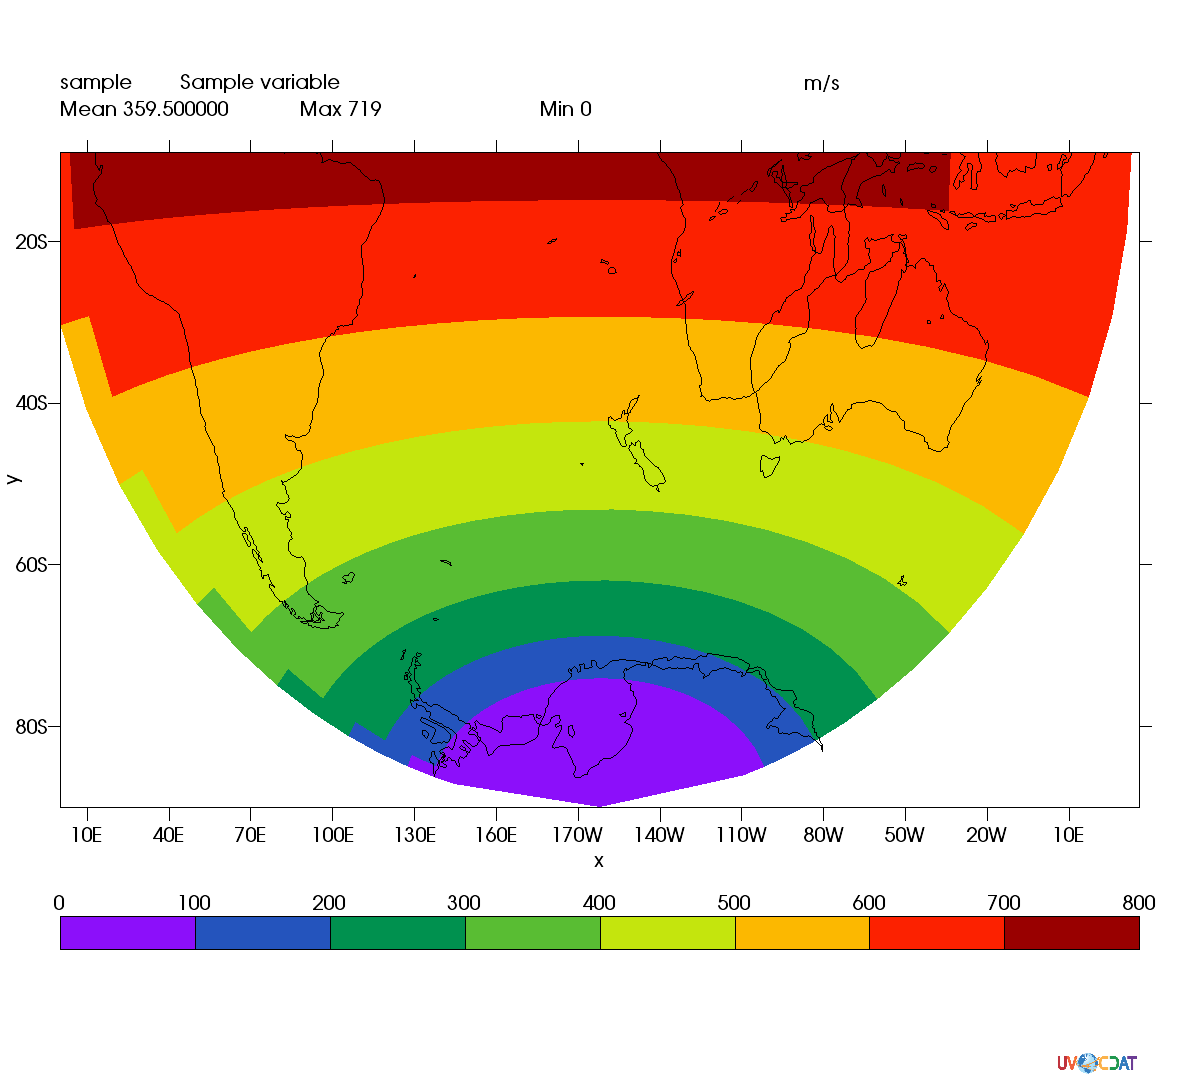 sample Sample variable m/s
Mean 359.500000 Max 719 Min 0
20S
40S
y
60S
80S
10E 40E 70E 100E 130E 160E 170W 140W 110W 80W 50W 20W 10E
x
0 100 200 300 400 500 600 700 800
UV CDAT